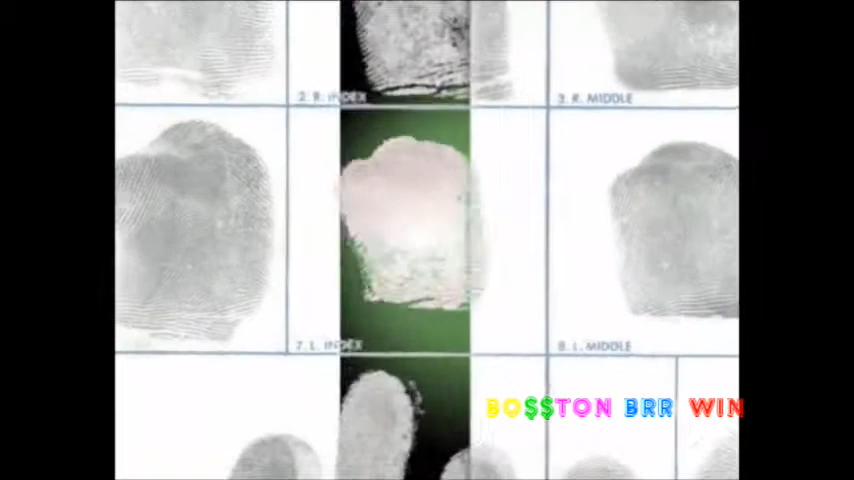 2. R. INDEX
3. R. MIDDLE
7. L. INDEX
8. L. MIDDLE
BO$$TON BRR WIN